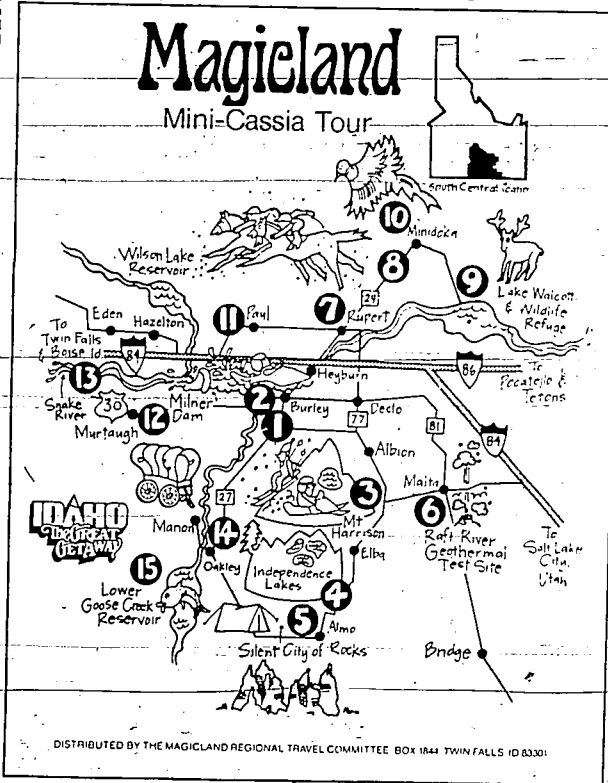 Magicland
Mini-Cassia Tour
South Central Idaho
10
Minidoka
Wilson Lake
Reservoir
8
9
24
Lake Walcott
& Wildlife
Refuge
11
Paul
7
Rupert
Eden
Hazelton
To
Twin Falls
& Boise Id.
84
Heyburn
86
To
Pocatello &
Tetons
13
Snake
River
30
12
Murtaugh
Milner
Dam
2
Burley
1
Declo
77
81
84
Albion
27
3
Malta
6
IDAHO
The GREAT
GETAWAY
Manon
14
Mt
Harrison
Raft River
Geothermal
Test Site
To
Salt Lake
City,
Utah
Oakley
Elba
15
Independence
Lakes
Lower
Goose Creek
Reservoir
4
5
Almo
Silent City of Rocks
Bridge
DISTRIBUTED BY THE MAGICLAND REGIONAL TRAVEL COMMITTEE BOX 1844 TWIN FALLS ID 83301